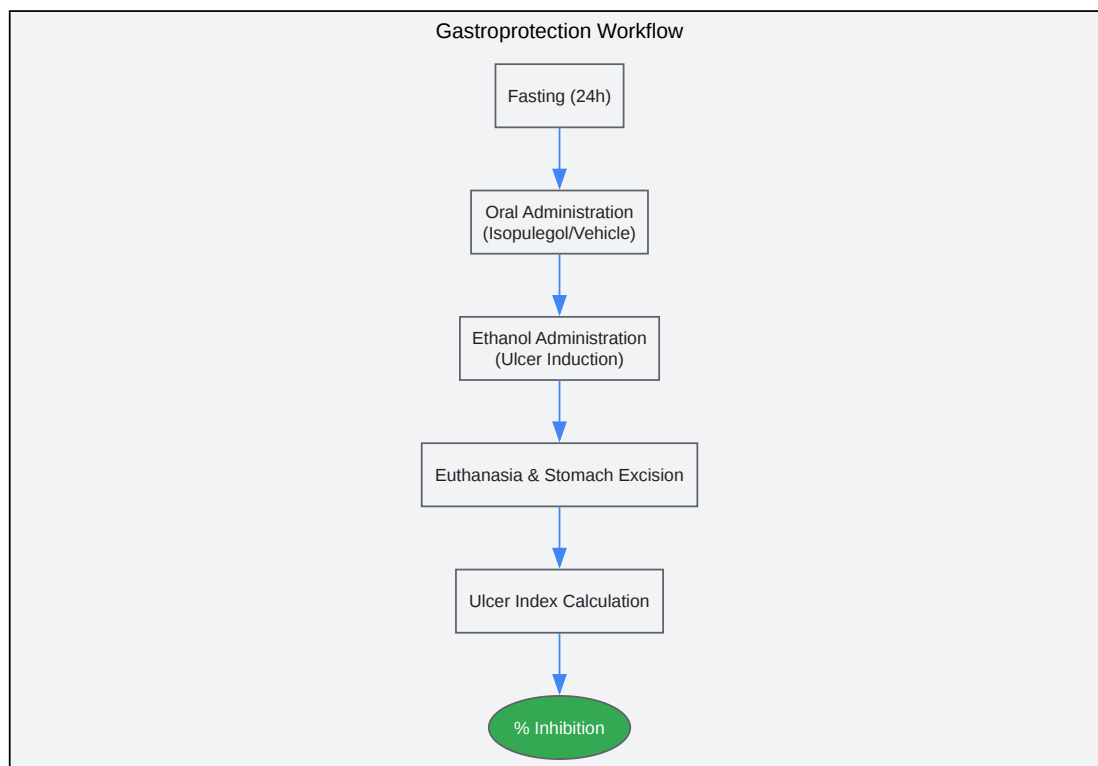 Gastroprotection Workflow
Fasting (24h)
Oral Administration
(Isopulegol/Vehicle)
Ethanol Administration
(Ulcer Induction)
Euthanasia & Stomach Excision
Ulcer Index Calculation
% Inhibition